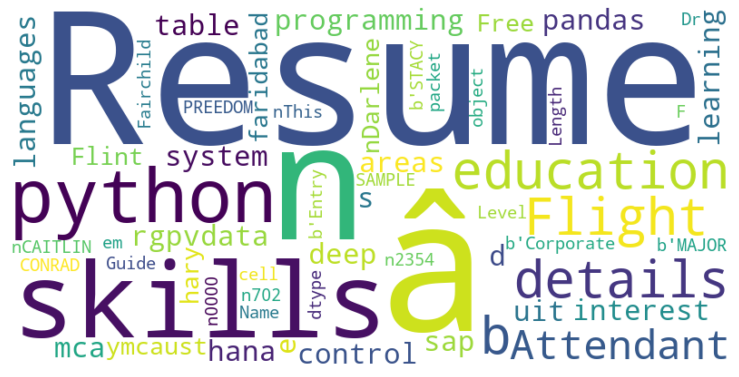 Resume
table
programming
Free
pandas
Dr
languages
Fairchild
PREEDOM
nThis
faridabad
nDarlene
b'STACY
packet
object
Length
F
learning
Flint
system
areas
SAMPLE
education
python
n
â
s
b'Entry
Level
Flight
nCAITLIN
em
rgpvdata
b'Corporate
b'MAJOR
CONRAD
Guide
hary
cell
n702
Name
n0000
deep
n2354
d
details
skills
dtype
uit
interest
mca
ymcaust
hana
e
control
sap
b
Attendant